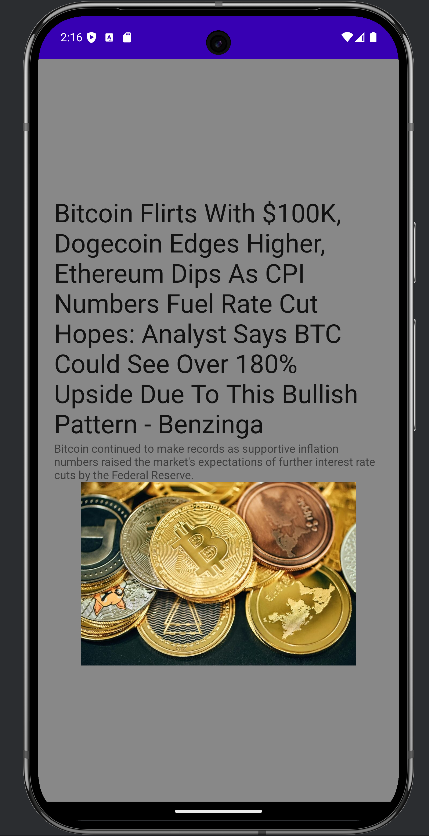 2:16
Bitcoin Flirts With $100K,
Dogecoin Edges Higher,
Ethereum Dips As CPI
Numbers Fuel Rate Cut
Hopes: Analyst Says BTC
Could See Over 180%
Upside Due To This Bullish
Pattern - Benzinga
Bitcoin continued to make records as supportive inflation
numbers raised the market's expectations of further interest rate
cuts by the Federal Reserve.